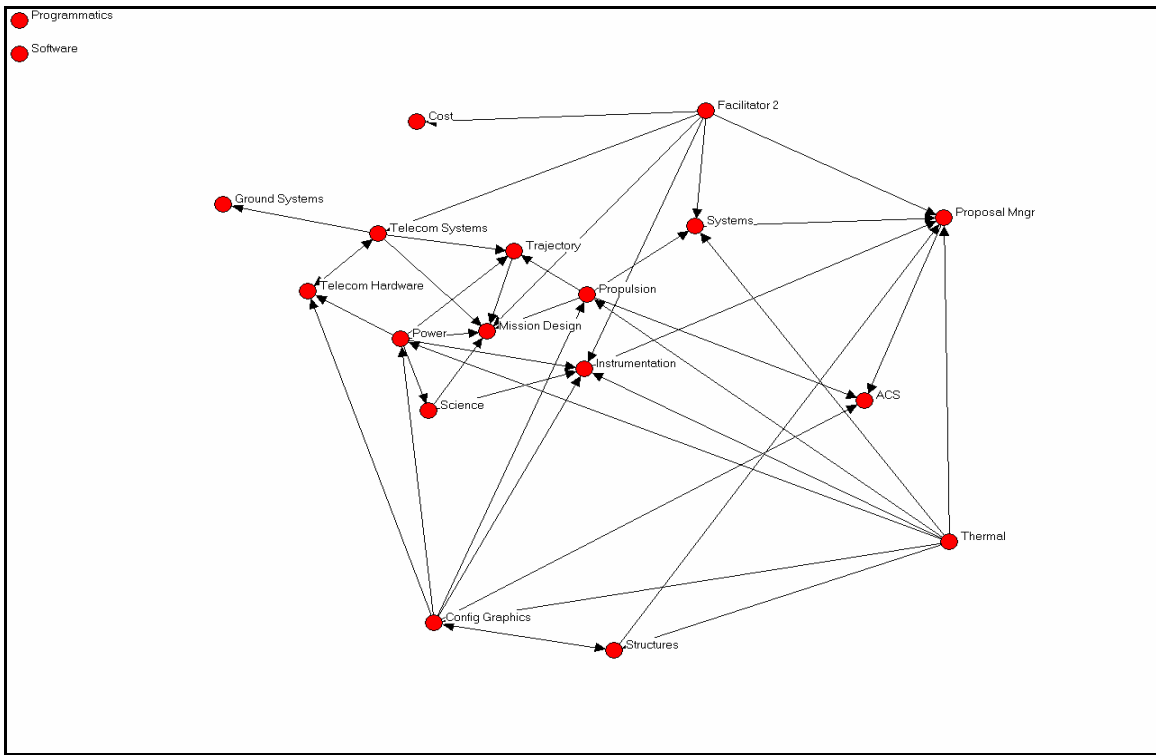 Programmatics
Software
Facilitator 2
Cost
Ground Systems
Proposal Mngr
Systems
Telecom Systems
Trajectory
Telecom Hardware
Propulsion
Mission Design
Power
Instrumentation
ACS
Science
Thermal
Config Graphics
Structures